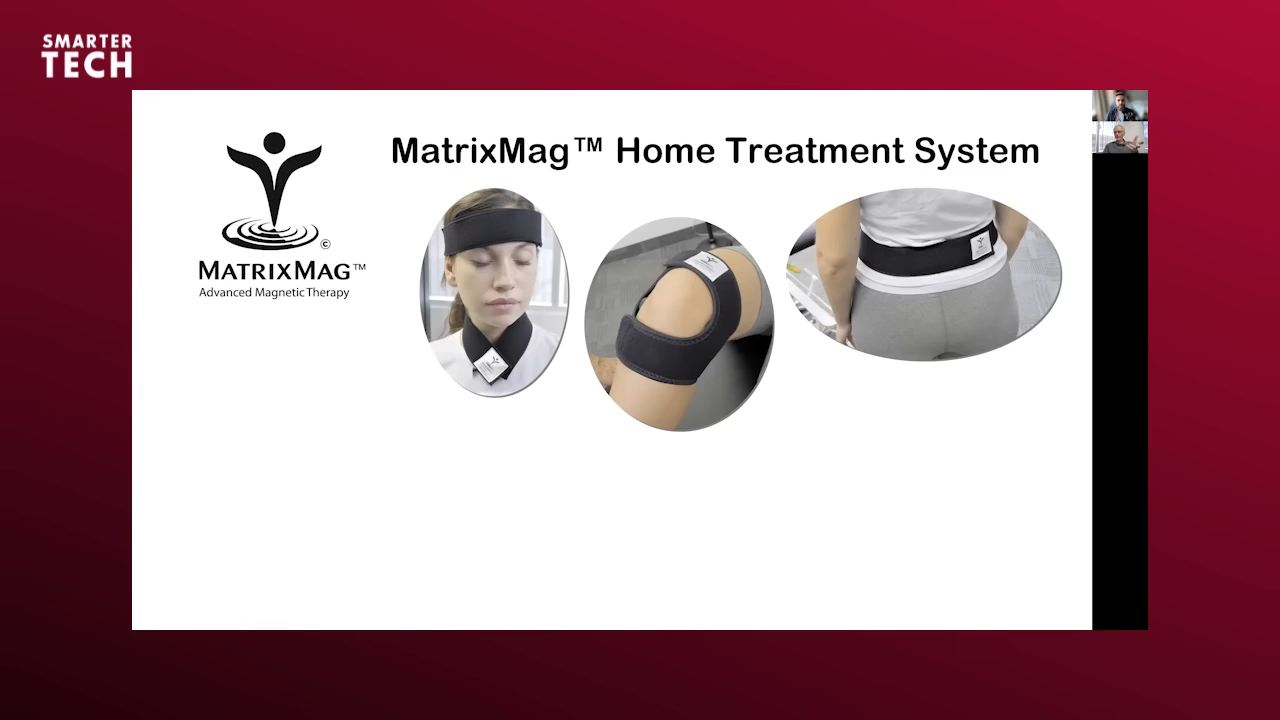 SMARTER
TECH
MatrixMag™ Home Treatment System
©
MATRIXMAG™
Advanced Magnetic Therapy